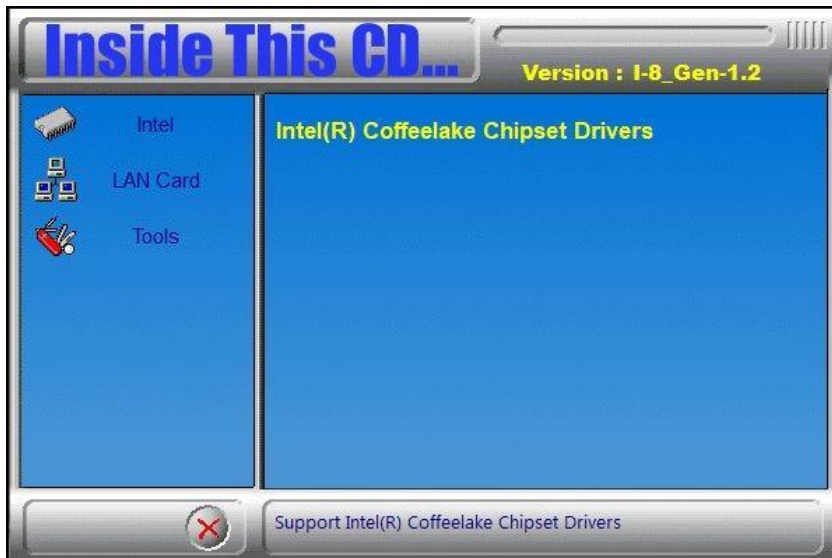 Inside This CD...
Version : I-8_Gen-1.2
Intel
LAN Card
Tools
Intel(R) Coffeelake Chipset Drivers
Support Intel(R) Coffeelake Chipset Drivers